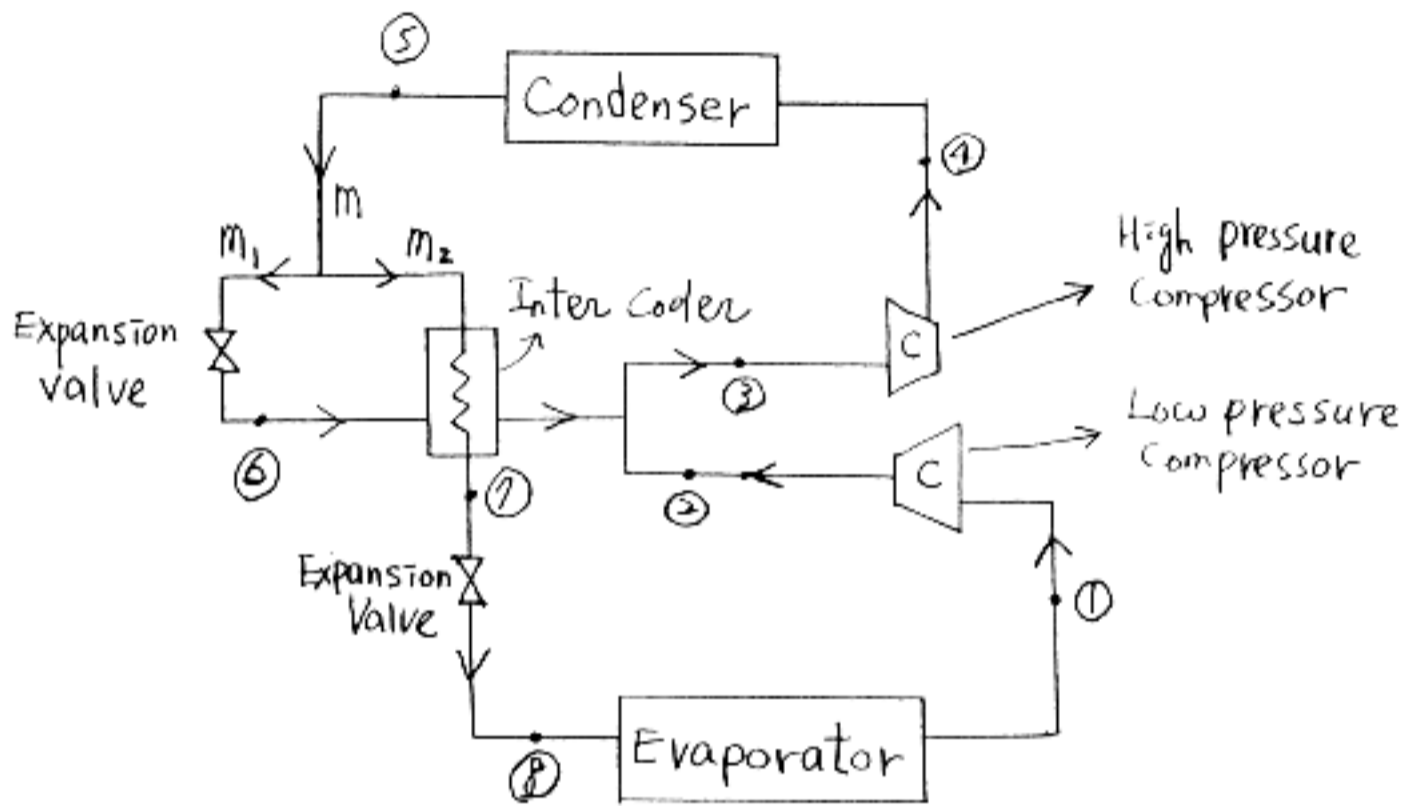 ⑤
Condenser
④
m
m₁
m₂
High pressure
Compressor
Inter Cooler
Expansion
valve
C
③
Low pressure
Compressor
⑥
⑦
②
C
Expansion
Valve
①
⑧
Evaporator